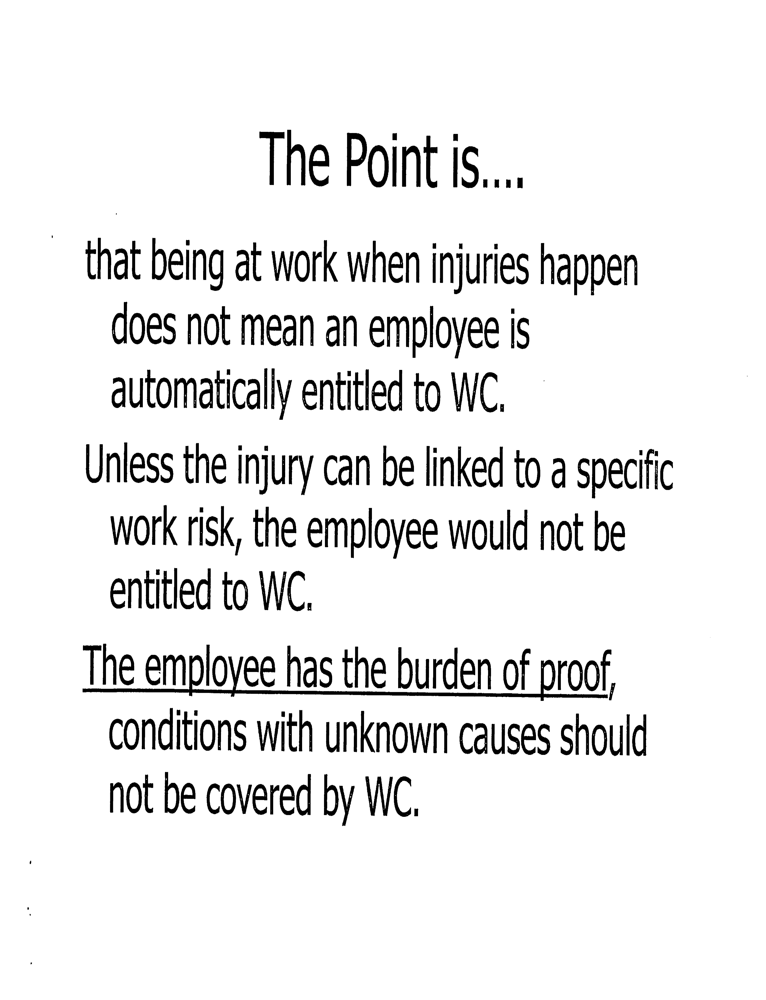 The Point is....
that being at work when injuries happen
does not mean an employee is
automatically entitled to WC.
Unless the injury can be linked to a specific
work risk, the employee would not be
entitled to WC.
The employee has the burden of proof,
conditions with unknown causes should
not be covered by WC.